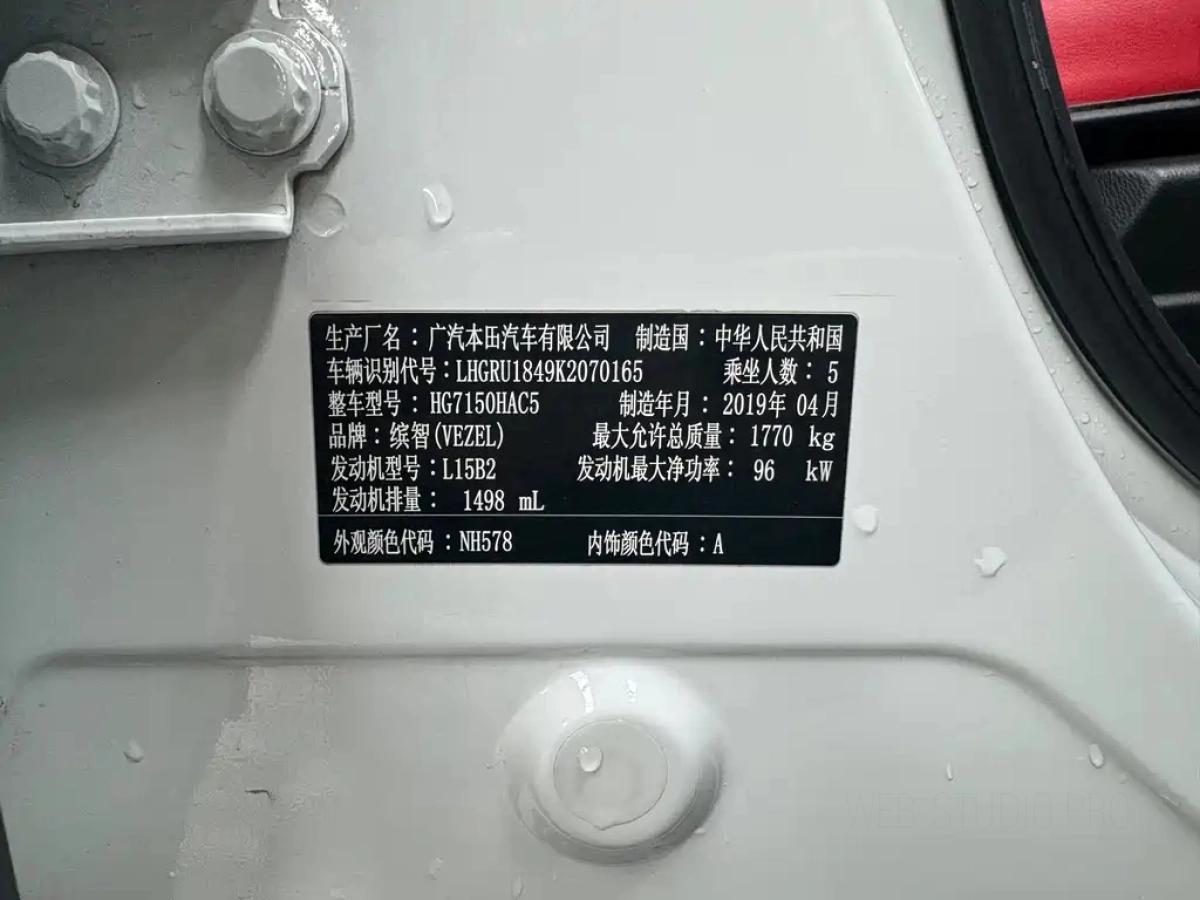 生产厂名：广汽本田汽车有限公司 制造国：中华人民共和国
车辆识别代号：LHGRU1849K2070165 乘坐人数：5
整车型号：HG7150HAC5 制造年月：2019年 04月
品牌：缤智(VEZEL) 最大允许总质量：1770 kg
发动机型号：L15B2 发动机最大净功率：96 kW
发动机排量： 1498 mL
外观颜色代码：NH578 内饰颜色代码：A
WEB-STUDIO.PRO